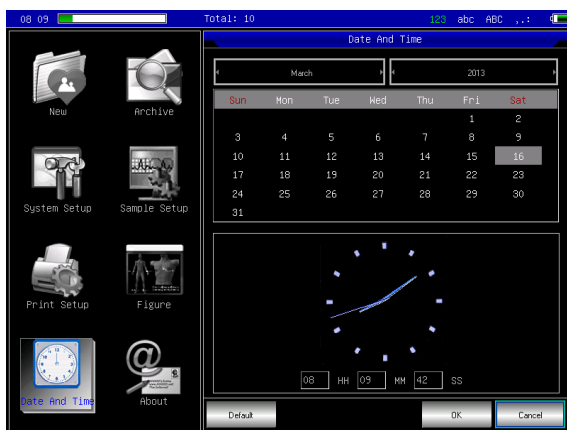 08 09
Total: 10
123 abc ABC ,.:
New
Archive
System Setup
Sample Setup
Print Setup
Figure
Date And Time
About
Date And Time
March
2013
Sun Mon Tue Wed Thu Fri Sat
1 2
3 4 5 6 7 8 9
10 11 12 13 14 15 16
17 18 19 20 21 22 23
24 25 26 27 28 29 30
31
08 HH 09 MM 42 SS
Default
OK
Cancel